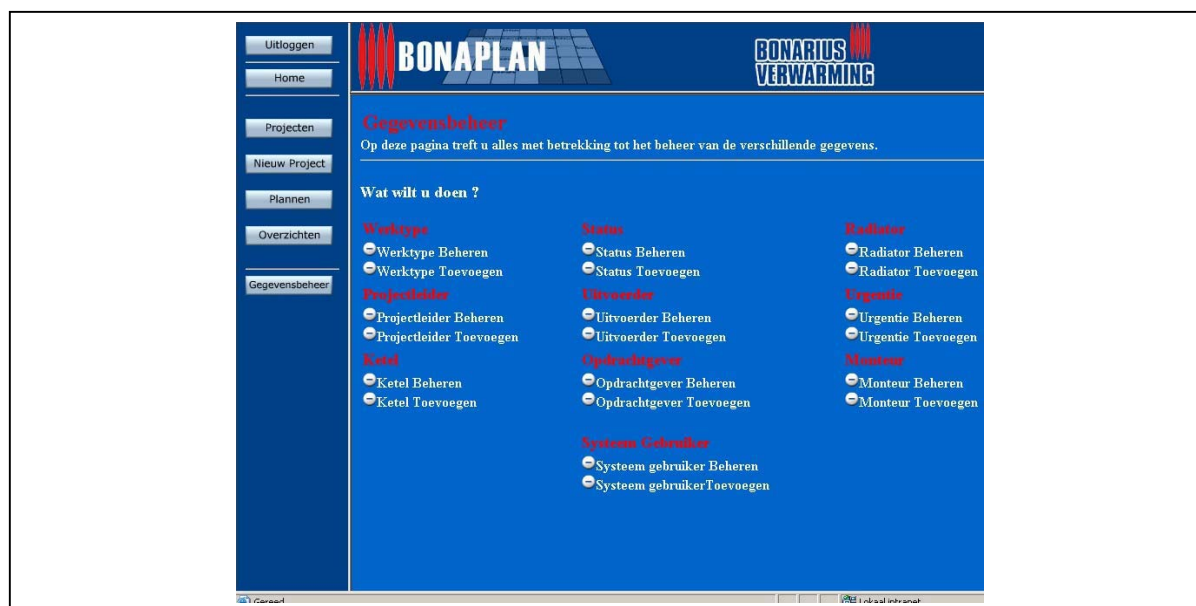 Uitloggen
Home
Projecten
Nieuw Project
Plannen
Overzichten
Gegevensbeheer
BONAPLAN
BONARIUS
VERWARMING
Gegevensbeheer
Op deze pagina treft u alles met betrekking tot het beheer van de verschillende gegevens.
Wat wilt u doen ?
Werktype
Werktype Beheren
Werktype Toevoegen
Status
Status Beheren
Status Toevoegen
Radiator
Radiator Beheren
Radiator Toevoegen
Projectleider
Projectleider Beheren
Projectleider Toevoegen
Uitvoerder
Uitvoerder Beheren
Uitvoerder Toevoegen
Urgentie
Urgentie Beheren
Urgentie Toevoegen
Ketel
Ketel Beheren
Ketel Toevoegen
Opdrachtgever
Opdrachtgever Beheren
Opdrachtgever Toevoegen
Monteur
Monteur Beheren
Monteur Toevoegen
Systeem Gebruiker
Systeem gebruiker Beheren
Systeem gebruikerToevoegen
Gereed
Lokaal intranet